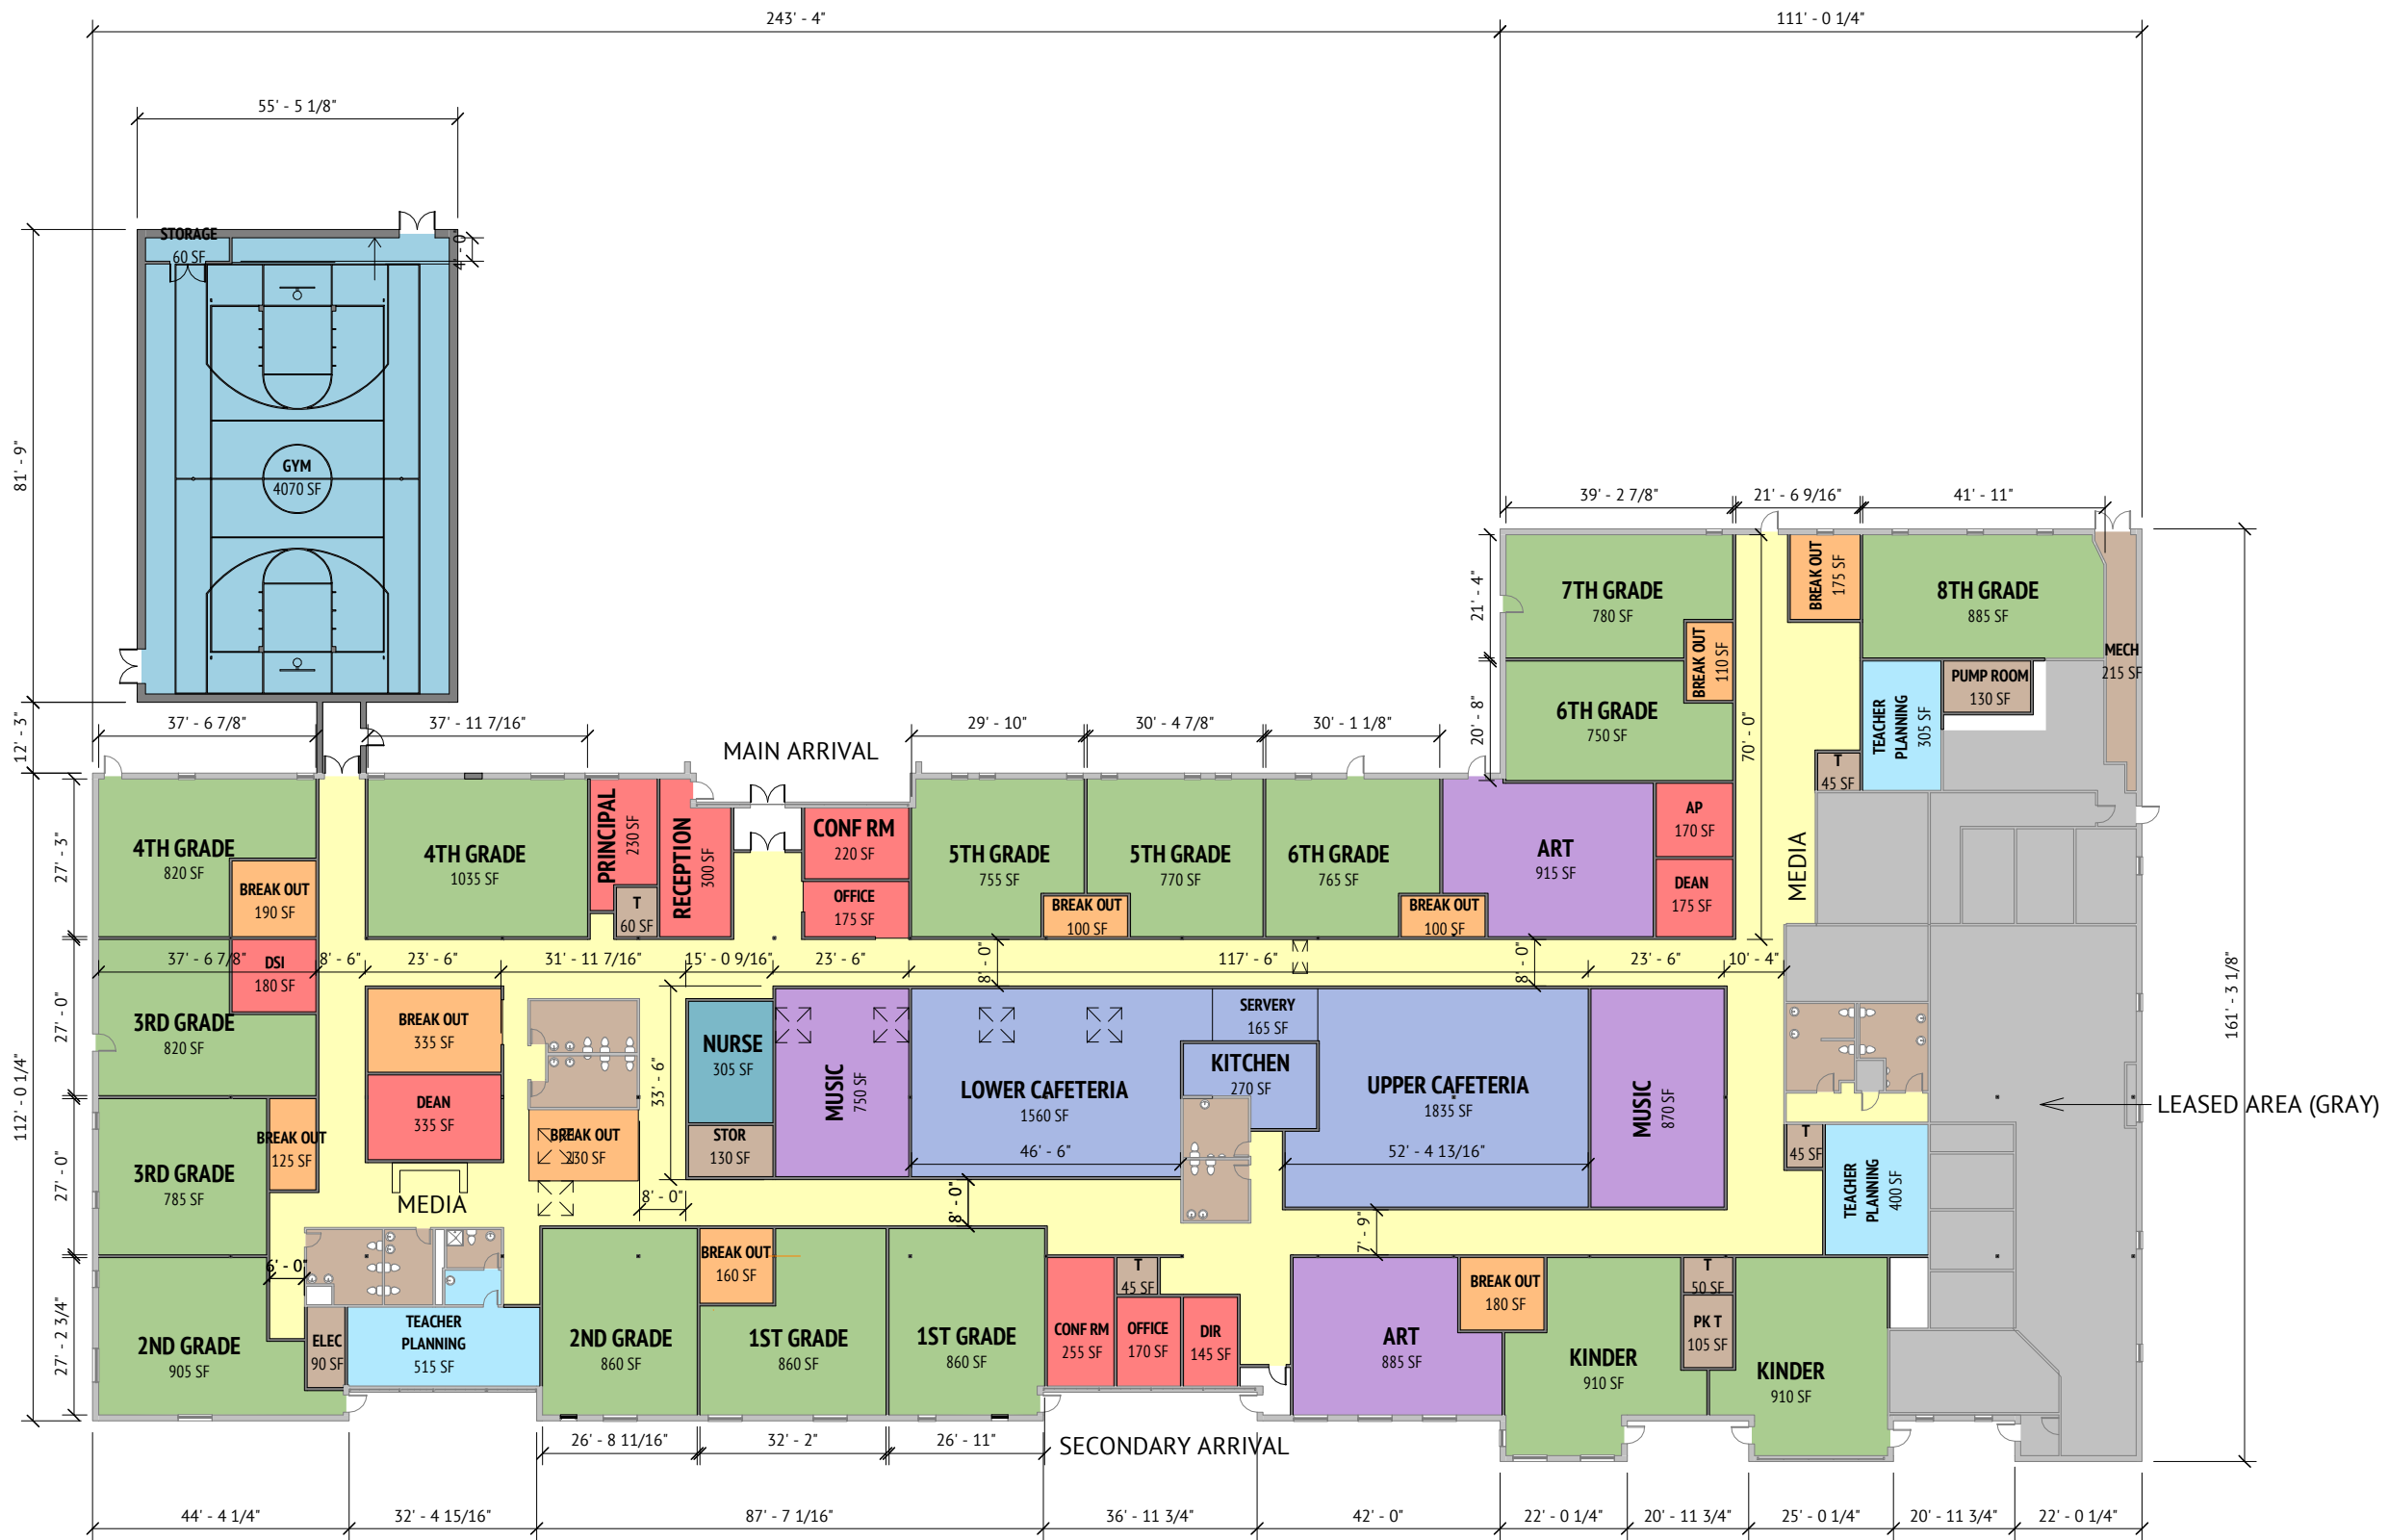 243' - 4"
111' - 0 1/4"
55' - 5 1/8"
STORAGE
60 SF
4' - 0"
81' - 9"
GYM
4070 SF
39' - 2 7/8"
21' - 6 9/16"
41' - 11"
21' - 4"
7TH GRADE
780 SF
BREAK OUT
175 SF
8TH GRADE
885 SF
BREAK OUT
110 SF
MECH
215 SF
20' - 8"
6TH GRADE
750 SF
70' - 0"
TEACHER
PLANNING
305 SF
PUMP ROOM
130 SF
T
45 SF
12' - 3"
37' - 6 7/8"
37' - 11 7/16"
MAIN ARRIVAL
29' - 10"
30' - 4 7/8"
30' - 1 1/8"
27' - 3"
4TH GRADE
820 SF
BREAK OUT
190 SF
4TH GRADE
1035 SF
PRINCIPAL
230 SF
T
60 SF
RECEPTION
300 SF
CONF RM
220 SF
OFFICE
175 SF
5TH GRADE
755 SF
BREAK OUT
100 SF
5TH GRADE
770 SF
6TH GRADE
765 SF
BREAK OUT
100 SF
ART
915 SF
AP
170 SF
DEAN
175 SF
MEDIA
37' - 6 7/8"
8' - 6"
23' - 6"
31' - 11 7/16"
15' - 0 9/16"
23' - 6"
8' - 0"
117' - 6"
8' - 0"
23' - 6"
10' - 4"
DSI
180 SF
27' - 0"
3RD GRADE
820 SF
BREAK OUT
335 SF
DEAN
335 SF
33' - 6"
NURSE
305 SF
STOR
130 SF
MUSIC
750 SF
LOWER CAFETERIA
1560 SF
46' - 6"
SERVERY
165 SF
KITCHEN
270 SF
UPPER CAFETERIA
1835 SF
52' - 4 13/16"
MUSIC
870 SF
161' - 3 1/8"
LEASED AREA (GRAY)
112' - 0 1/4"
27' - 0"
3RD GRADE
785 SF
BREAK OUT
125 SF
BREAK OUT
230 SF
MEDIA
8' - 0"
8' - 0"
7' - 9"
T
45 SF
TEACHER
PLANNING
400 SF
27' - 2 3/4"
6' - 0"
2ND GRADE
905 SF
ELEC
90 SF
TEACHER
PLANNING
515 SF
2ND GRADE
860 SF
BREAK OUT
160 SF
1ST GRADE
860 SF
1ST GRADE
860 SF
CONF RM
255 SF
T
45 SF
OFFICE
170 SF
DIR
145 SF
ART
885 SF
BREAK OUT
180 SF
KINDER
910 SF
T
50 SF
PK T
105 SF
KINDER
910 SF
26' - 8 11/16"
32' - 2"
26' - 11"
SECONDARY ARRIVAL
44' - 4 1/4"
32' - 4 15/16"
87' - 7 1/16"
36' - 11 3/4"
42' - 0"
22' - 0 1/4"
20' - 11 3/4"
25' - 0 1/4"
20' - 11 3/4"
22' - 0 1/4"